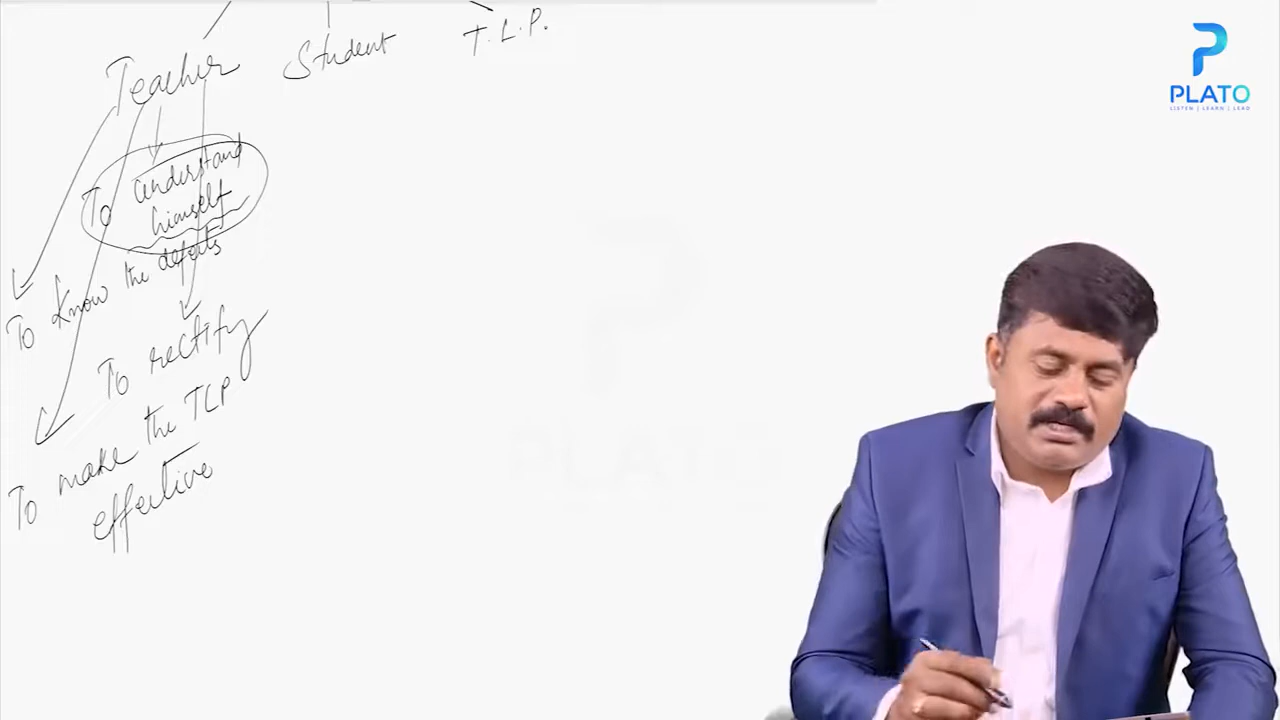 Teacher
Student
T.L.P.
To understand
himself
To know the defects
To rectify
To make the TLP
effective
P
PLATO
LISTEN | LEARN | LEAD
PLATO